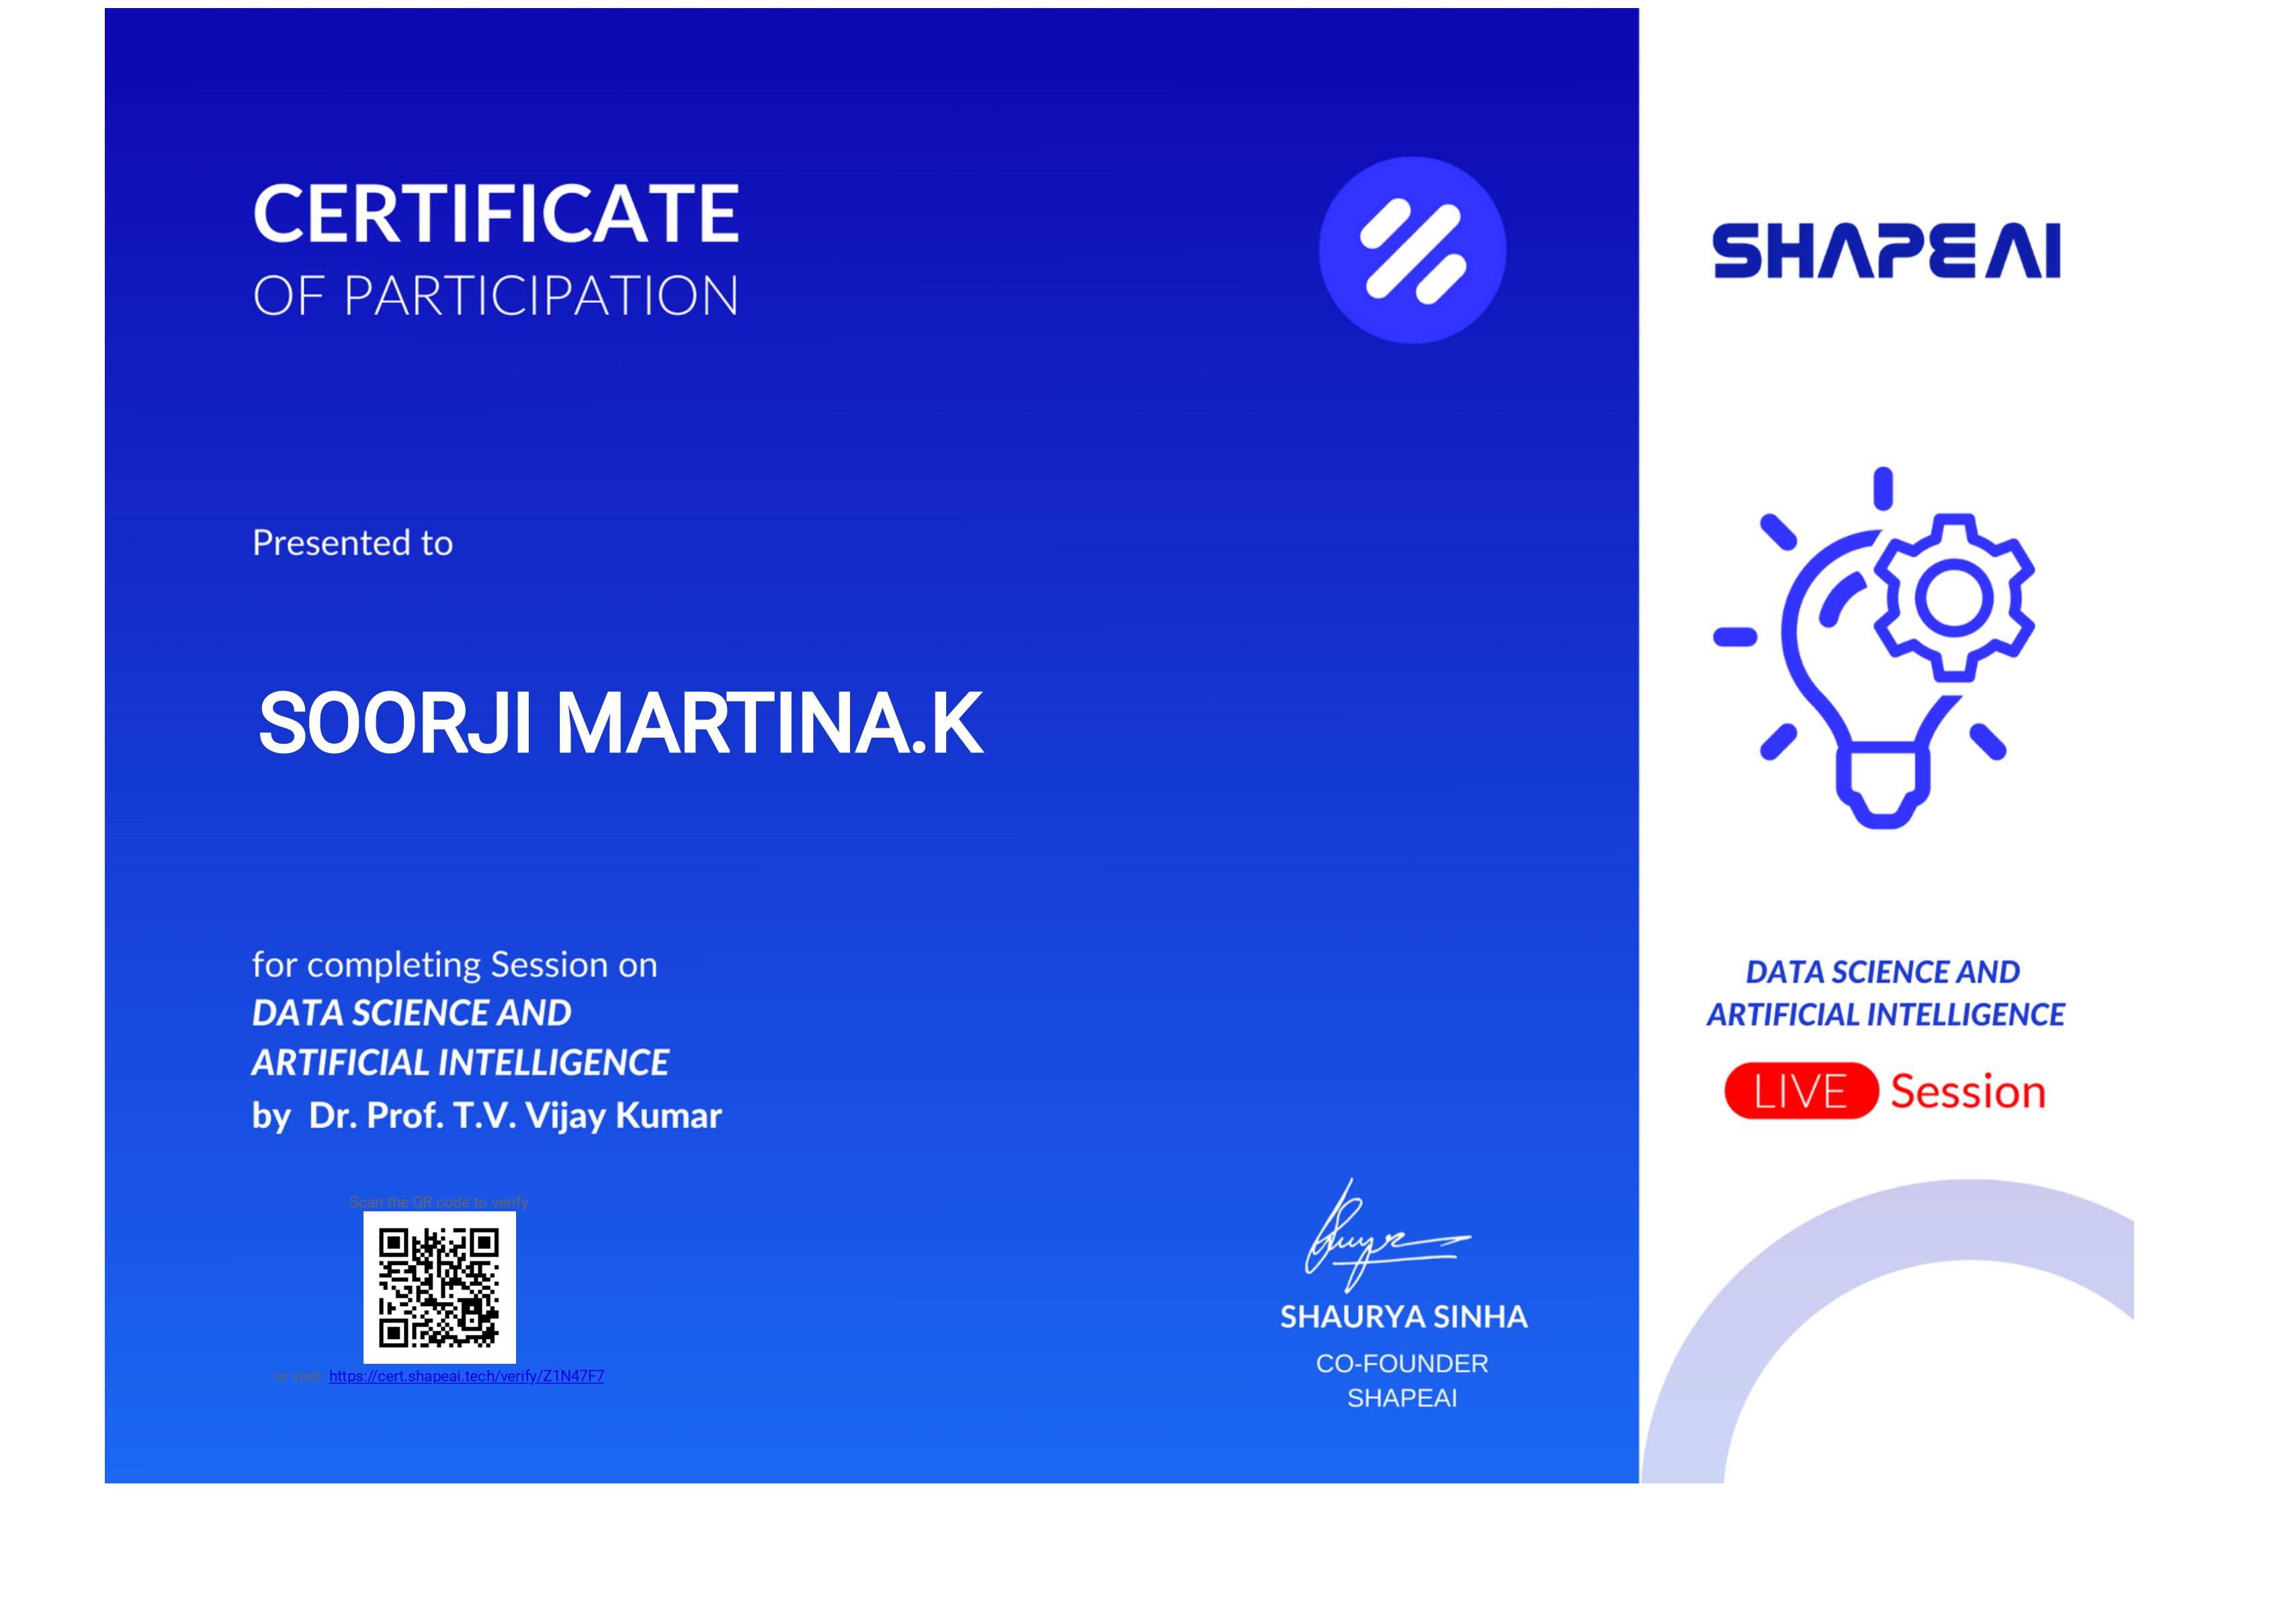 CERTIFICATE
OF PARTICIPATION
Presented to
SOORJI MARTINA.K
for completing Session on
DATA SCIENCE AND
ARTIFICIAL INTELLIGENCE
by Dr. Prof. T.V. Vijay Kumar
Scan the QR code to verify
or visit https://cert.shapeai.tech/verify/Z1N47F7
SHAURYA SINHA
CO-FOUNDER
SHAPEAI
SHAPEAI
DATA SCIENCE AND
ARTIFICIAL INTELLIGENCE
LIVE Session